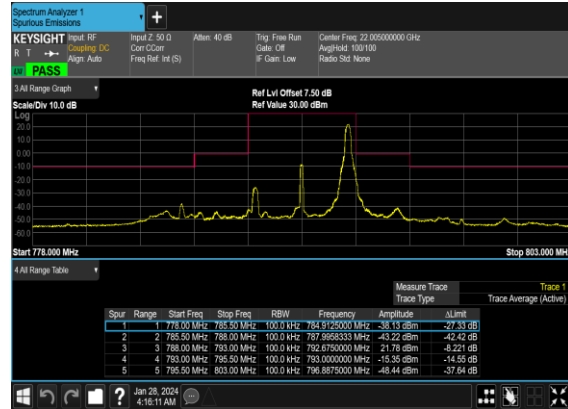 Spectrum Analyzer 1
Spurious Emissions
KEYSIGHT Input: RF Input Z: 50 Ω Atten: 40 dB Trig: Free Run Center Freq: 22.005000000 GHz
R T Coupling: DC Corr CCorr Gate: Off Avg|Hold: 100/100
Align: Auto Freq Ref: Int (S) IF Gain: Low Radio Std: None
PASS
3 All Range Graph
Ref Lvl Offset 7.50 dB
Scale/Div 10.0 dB Ref Value 30.00 dBm
Log
20.0
10.0
0.00
-10.0
-20.0
-30.0
-40.0
-50.0
-60.0
Start 778.000 MHz Stop 803.000 MH
4 All Range Table
Measure Trace Trace 1
Trace Type Trace Average (Active)
Spur Range Start Freq Stop Freq RBW Frequency Amplitude ΔLimit
1 1 778.00 MHz 785.50 MHz 100.0 kHz 784.9125000 MHz -38.13 dBm -27.33 dB
2 2 785.50 MHz 788.00 MHz 100.0 kHz 787.9958333 MHz -43.22 dBm -42.42 dB
3 3 788.00 MHz 793.00 MHz 100.0 kHz 792.6750000 MHz 21.78 dBm -8.221 dB
4 4 793.00 MHz 795.50 MHz 100.0 kHz 793.0000000 MHz -15.35 dBm -14.55 dB
5 5 795.50 MHz 803.00 MHz 100.0 kHz 796.8875000 MHz -48.44 dBm -37.64 dB
? Jan 28, 2024
4:16:11 AM